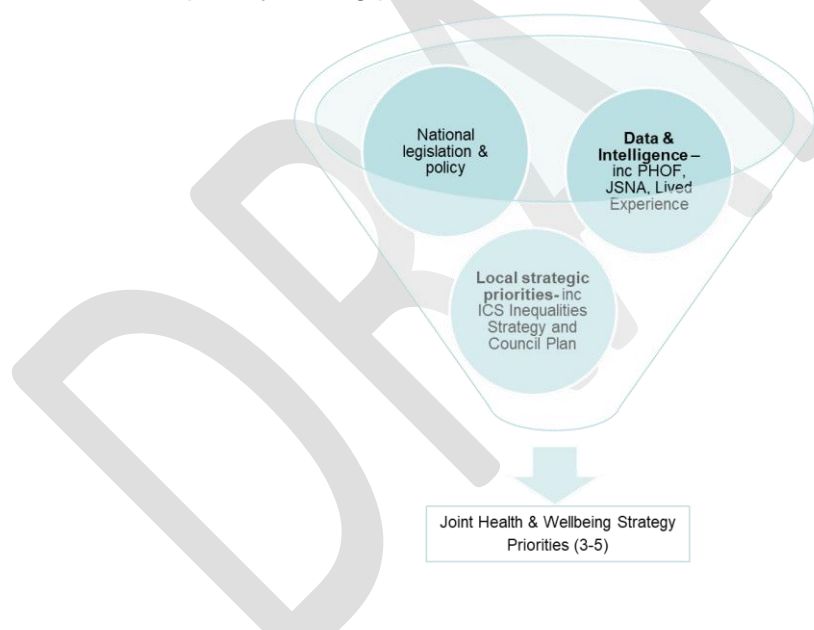 National
legislation &
policy
Data &
Intelligence –
inc PHOF,
JSNA, Lived
Experience
Local strategic
priorities- inc
ICS Inequalities
Strategy and
Council Plan
Joint Health & Wellbeing Strategy
Priorities (3-5)